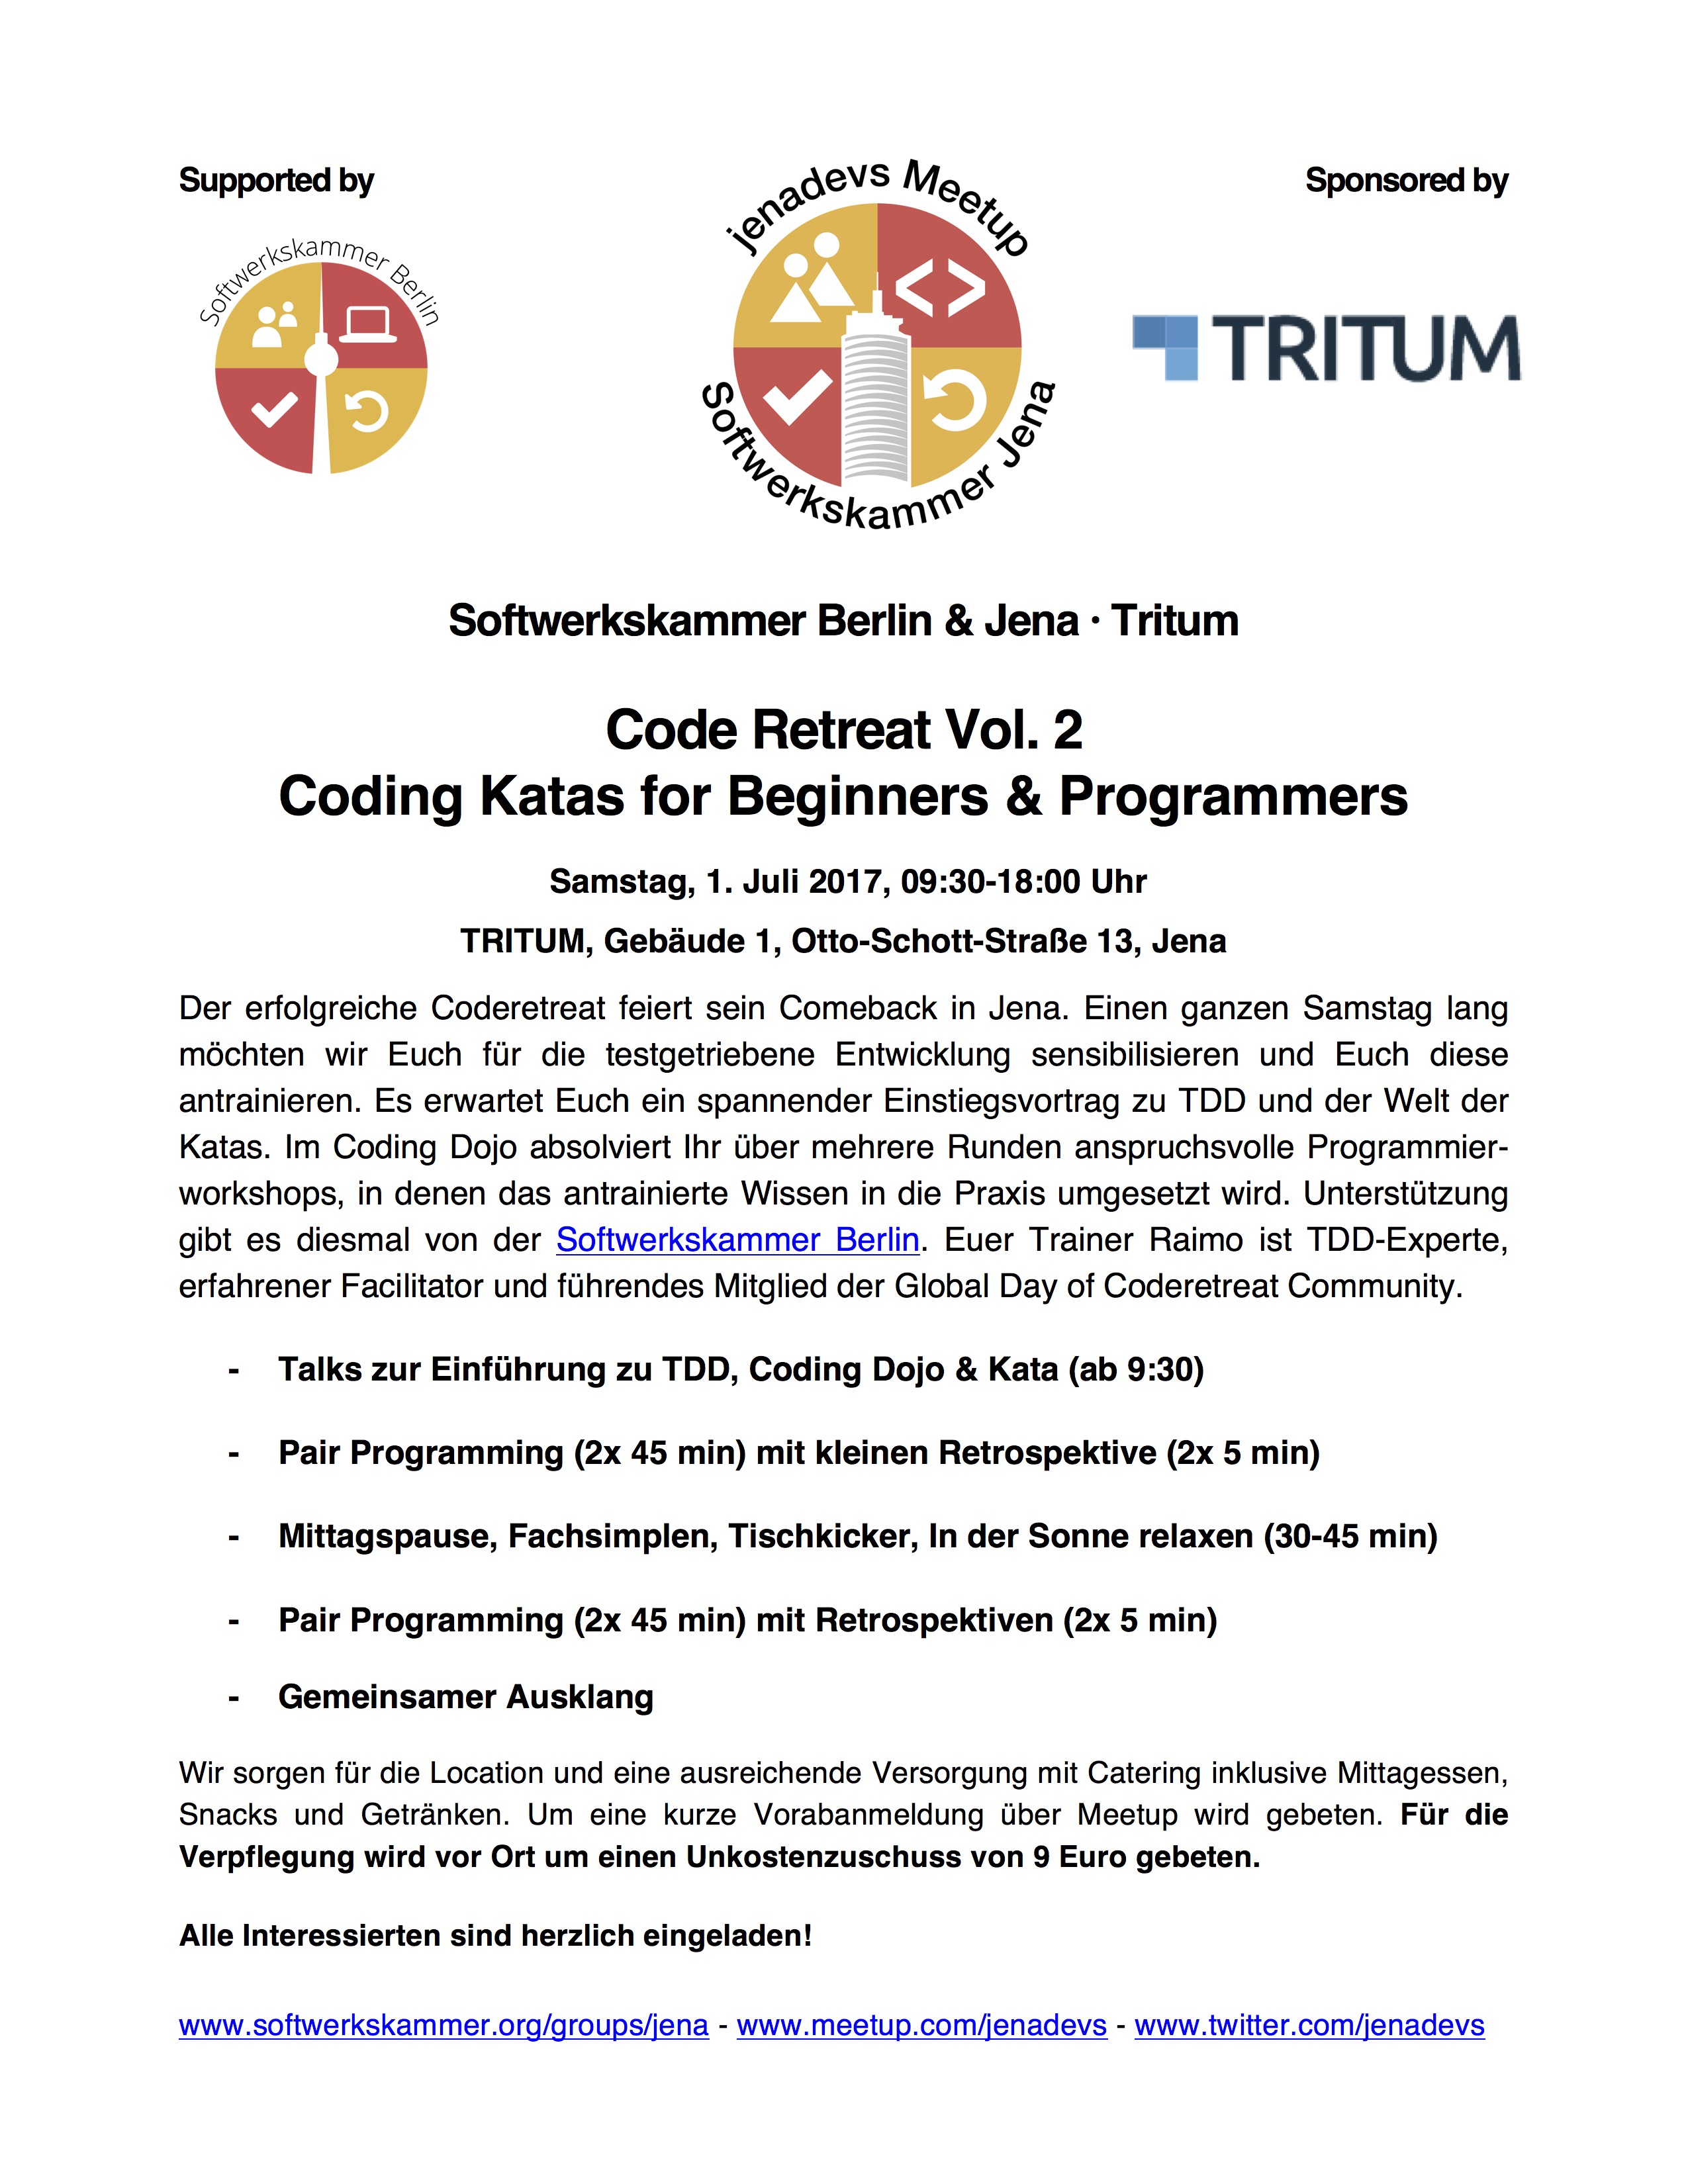 Supported by
Softwerkskammer Berlin
jenadevs Meetup
Softwerkskammer Jena
Sponsored by
TRITUM
Softwerkskammer Berlin & Jena · Tritum
Code Retreat Vol. 2
Coding Katas for Beginners & Programmers
Samstag, 1. Juli 2017, 09:30-18:00 Uhr
TRITUM, Gebäude 1, Otto-Schott-Straße 13, Jena
Der erfolgreiche Coderetreat feiert sein Comeback in Jena. Einen ganzen Samstag lang
möchten wir Euch für die testgetriebene Entwicklung sensibilisieren und Euch diese
antrainieren. Es erwartet Euch ein spannender Einstiegsvortrag zu TDD und der Welt der
Katas. Im Coding Dojo absolviert Ihr über mehrere Runden anspruchsvolle Programmier-
workshops, in denen das antrainierte Wissen in die Praxis umgesetzt wird. Unterstützung
gibt es diesmal von der Softwerkskammer Berlin. Euer Trainer Raimo ist TDD-Experte,
erfahrener Facilitator und führendes Mitglied der Global Day of Coderetreat Community.
- Talks zur Einführung zu TDD, Coding Dojo & Kata (ab 9:30)
- Pair Programming (2x 45 min) mit kleinen Retrospektive (2x 5 min)
- Mittagspause, Fachsimplen, Tischkicker, In der Sonne relaxen (30-45 min)
- Pair Programming (2x 45 min) mit Retrospektiven (2x 5 min)
- Gemeinsamer Ausklang
Wir sorgen für die Location und eine ausreichende Versorgung mit Catering inklusive Mittagessen,
Snacks und Getränken. Um eine kurze Vorabanmeldung über Meetup wird gebeten. Für die
Verpflegung wird vor Ort um einen Unkostenzuschuss von 9 Euro gebeten.
Alle Interessierten sind herzlich eingeladen!
www.softwerkskammer.org/groups/jena - www.meetup.com/jenadevs - www.twitter.com/jenadevs